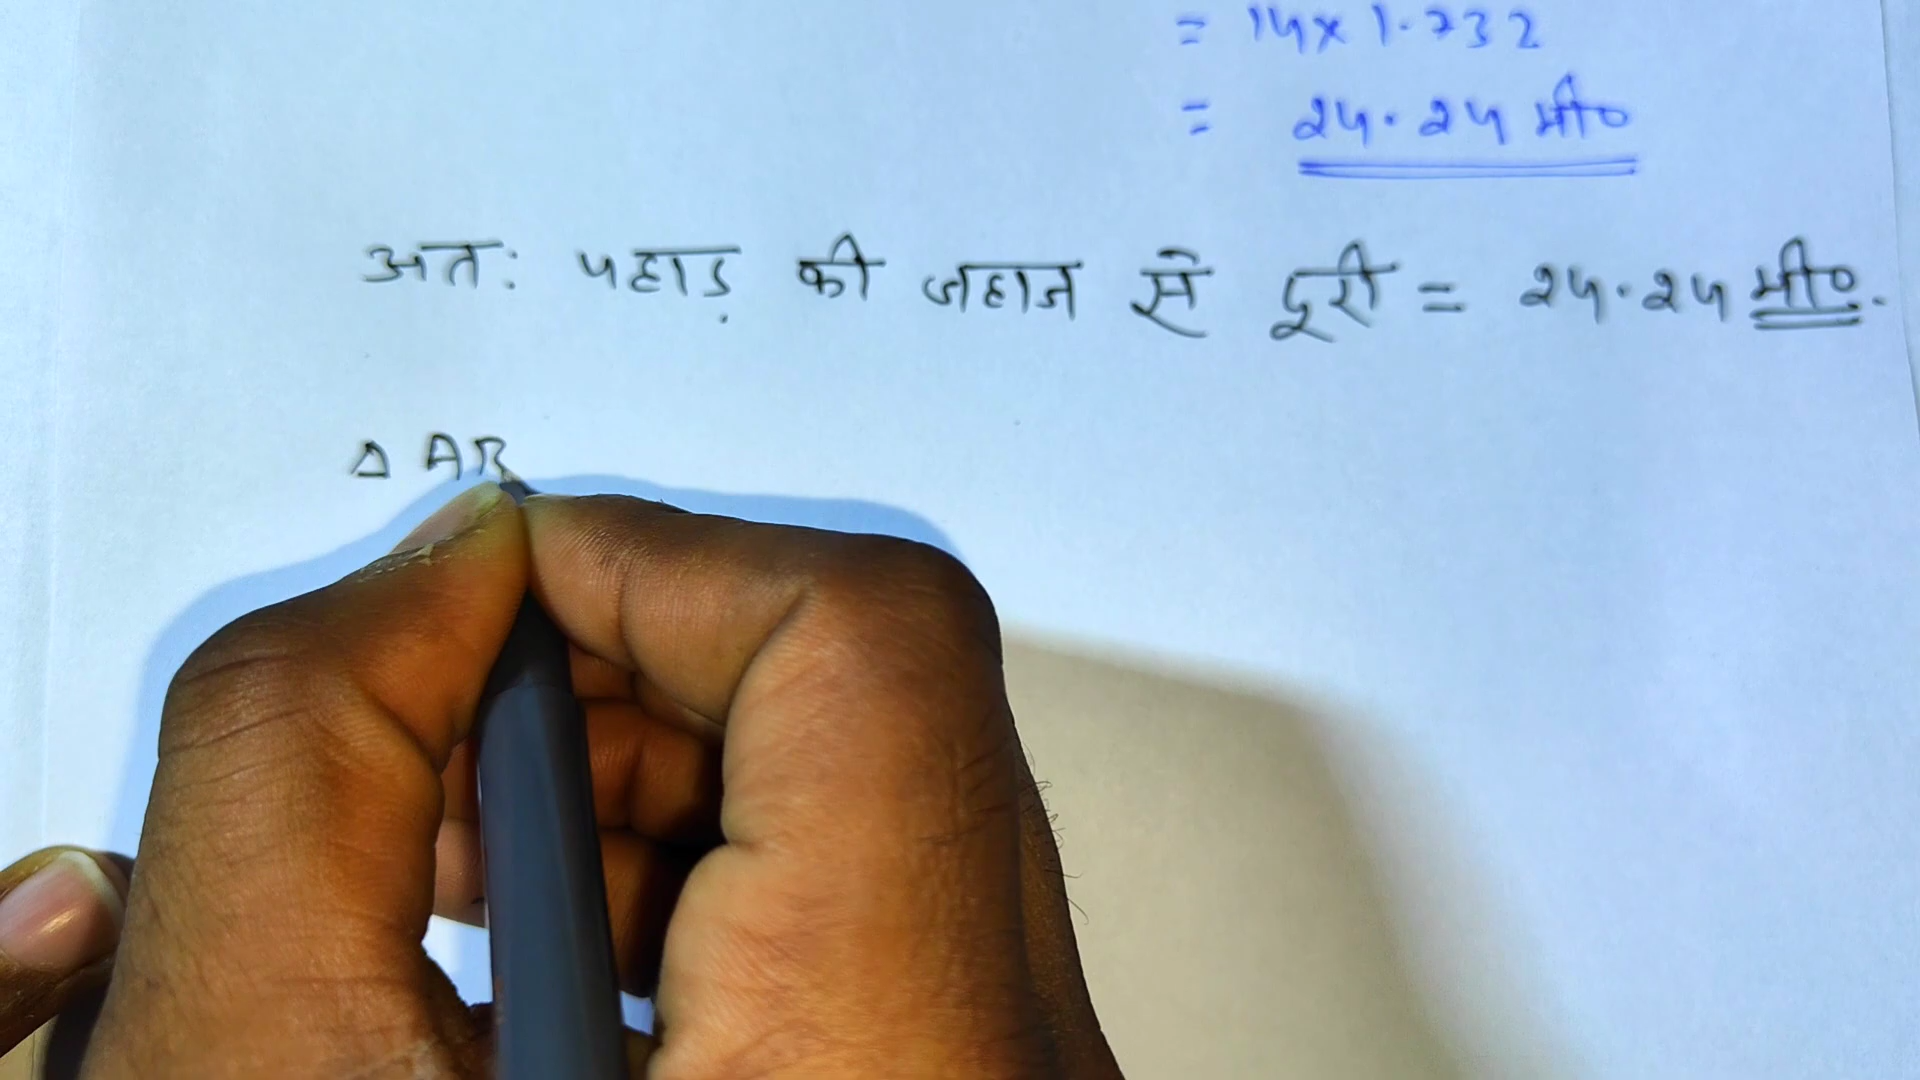 = 14 × 1.732
= 24.24 मी०
अतः पहाड़ की जहाज से दूरी = 24.24 मी०.
Δ AB